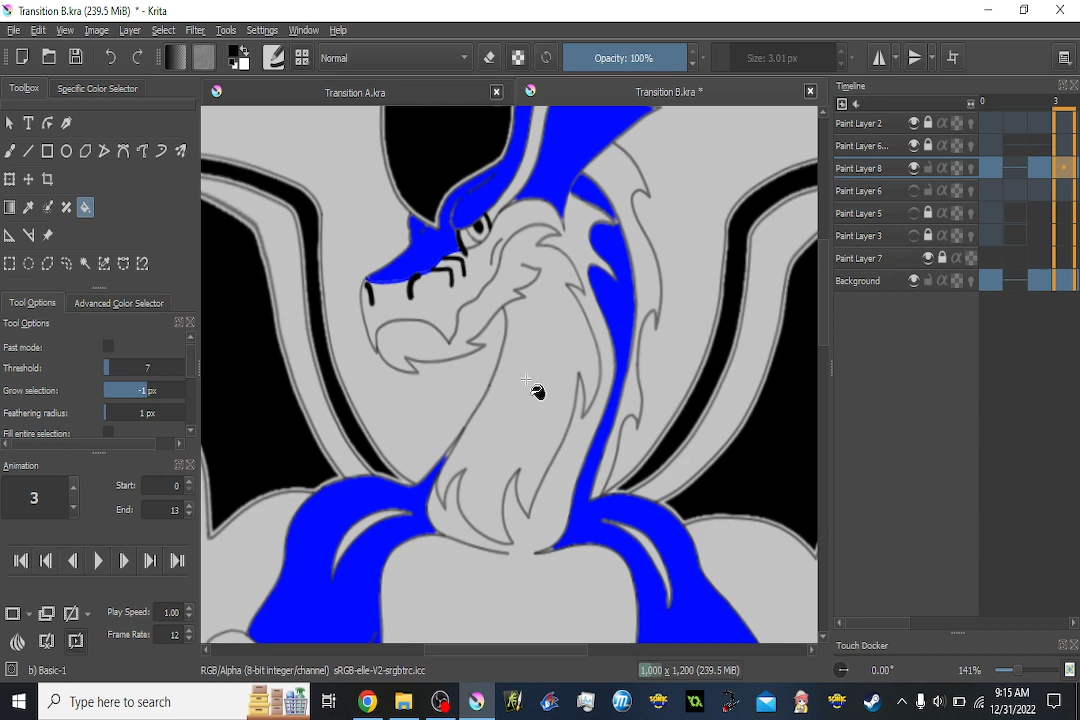 Transition B.kra (239.5 MiB) * - Krita
File Edit View Image Layer Select Filter Tools Settings Window Help
Normal Opacity: 100% Size: 3.01 px
Toolbox Specific Color Selector
Transition A.kra Transition B.kra *
Timeline
0 3
Paint Layer 2
Paint Layer 6...
Paint Layer 8
Paint Layer 6
Paint Layer 5
Paint Layer 3
Paint Layer 7
Background
Tool Options Advanced Color Selector
Tool Options
Fast mode:
Threshold: 7
Grow selection: -1 px
Feathering radius: 1 px
Fill entire selection:
Animation
3 Start: 0
End: 13
Play Speed: 1.00
Frame Rate: 12
Touch Docker
b) Basic-1 RGB/Alpha (8-bit integer/channel) sRGB-elle-V2-srgbtrc.icc 1,000 x 1,200 (239.5 MB) 0.00° 141%
Type here to search
9:15 AM
12/31/2022